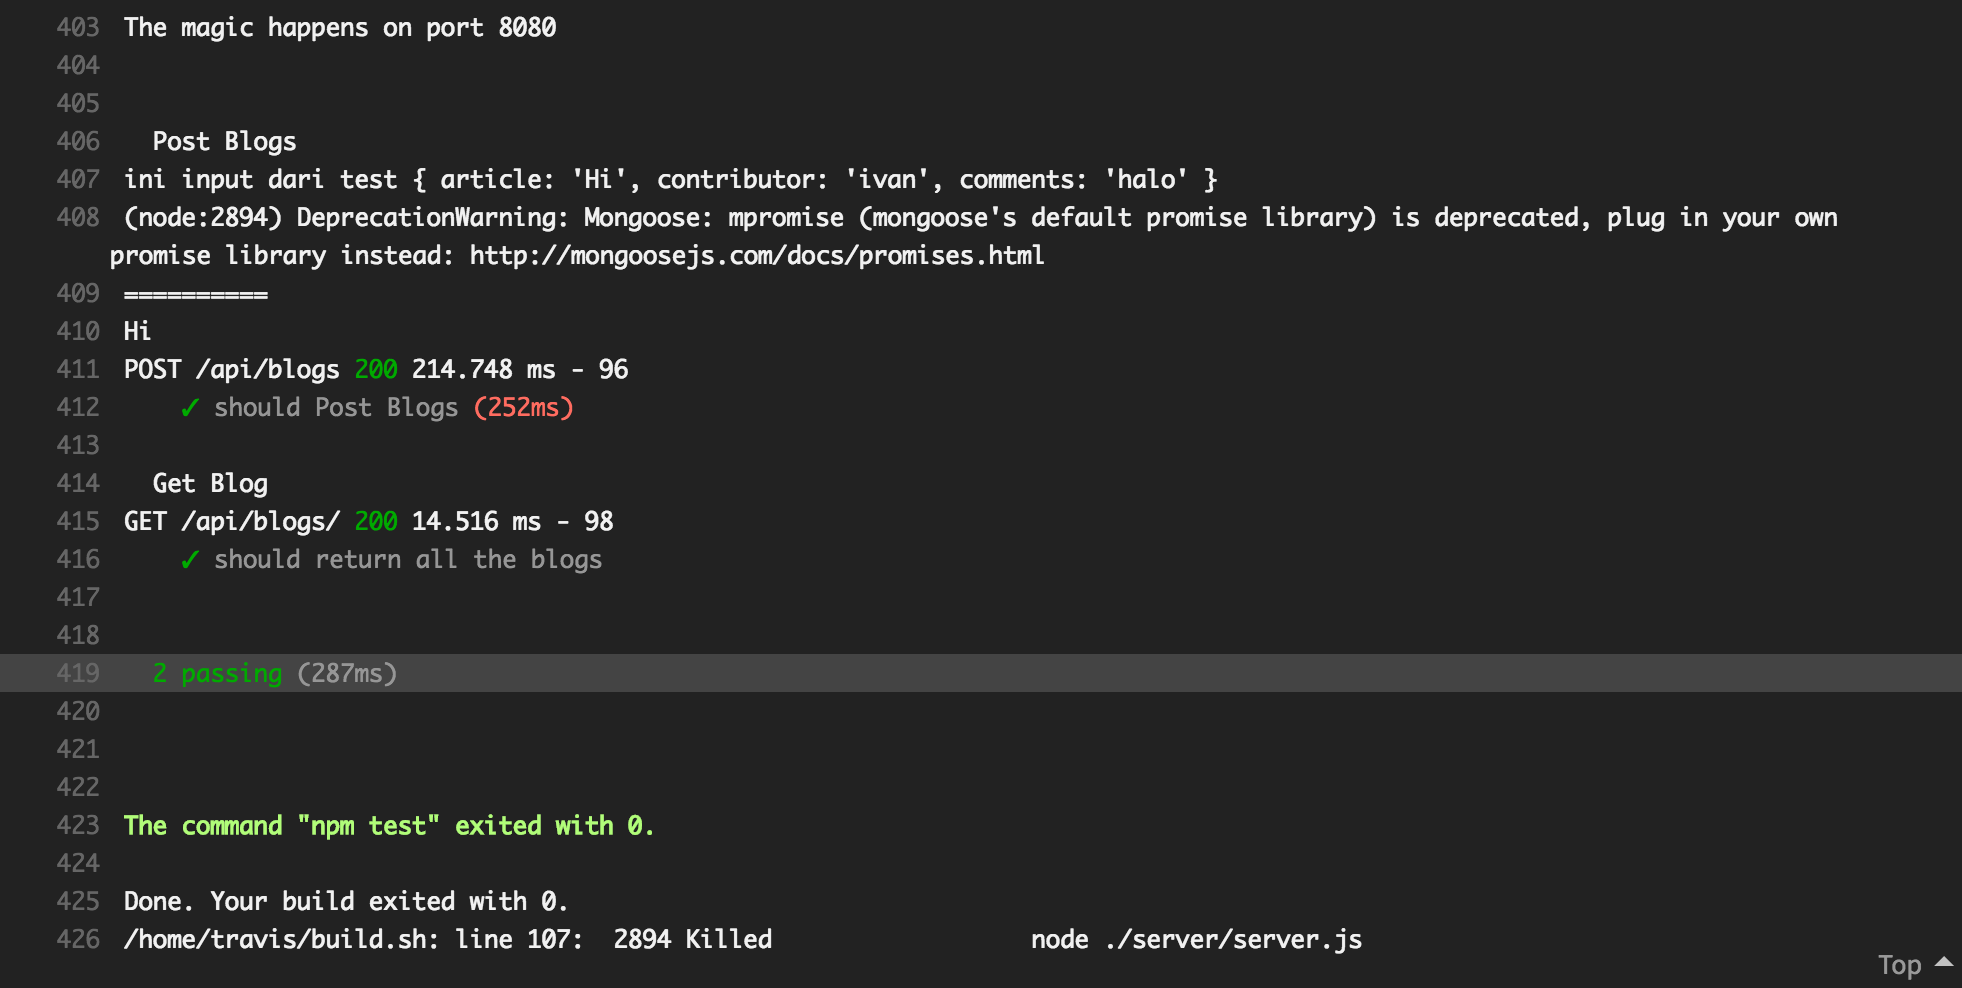 403 The magic happens on port 8080
404
405
406 Post Blogs
407 ini input dari test { article: 'Hi', contributor: 'ivan', comments: 'halo' }
408 (node:2894) DeprecationWarning: Mongoose: mpromise (mongoose's default promise library) is deprecated, plug in your own
promise library instead: http://mongoosejs.com/docs/promises.html
409 ==========
410 Hi
411 POST /api/blogs 200 214.748 ms - 96
412 ✓ should Post Blogs (252ms)
413
414 Get Blog
415 GET /api/blogs/ 200 14.516 ms - 98
416 ✓ should return all the blogs
417
418
419 2 passing (287ms)
420
421
422
423 The command "npm test" exited with 0.
424
425 Done. Your build exited with 0.
426 /home/travis/build.sh: line 107:  2894 Killed                  node ./server/server.js
Top